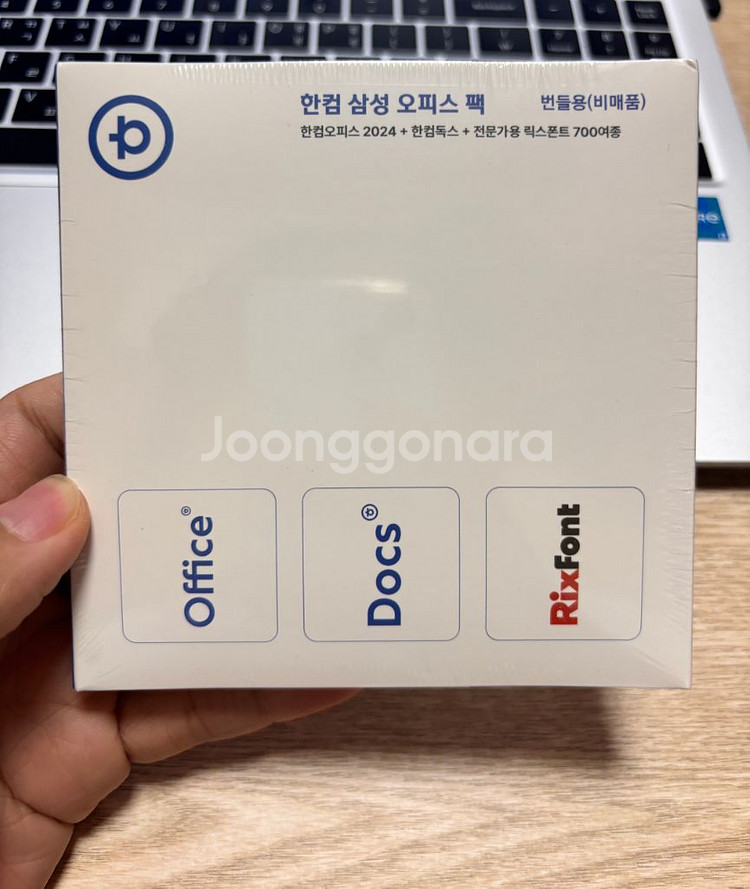 한컴 삼성 오피스 팩
번들용(비매품)
한컴오피스 2024 + 한컴독스 + 전문가용 릭스폰트 700여종
Joonggonara
Office
Docs
RixFont